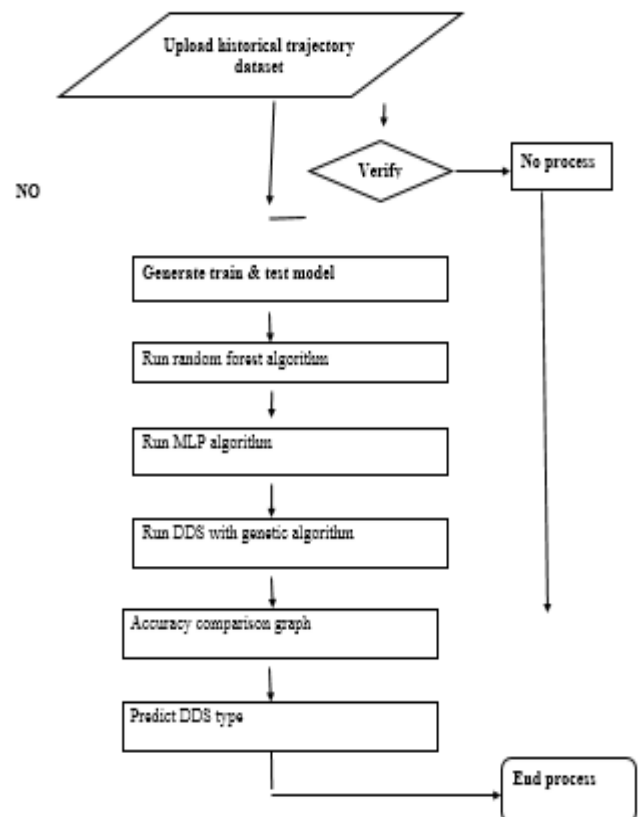 Upload historical trajectory
dataset
Verify
No process
NO
Generate train & test model
Run random forest algorithm
Run MLP algorithm
Run DDS with genetic algorithm
Accuracy comparison graph
Predict DDS type
End process